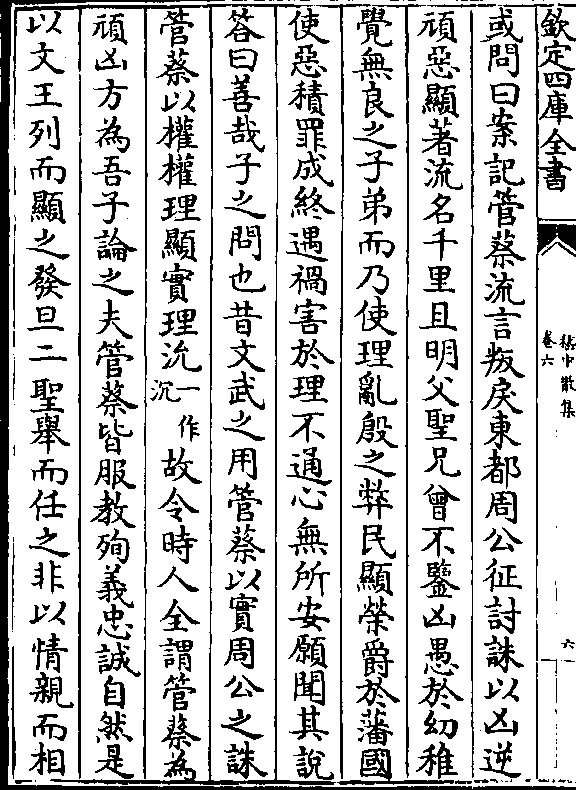 欽定四庫全書
嵇中散集
卷六
六
或問曰案記管蔡流言叛戾東都周公征討誅以凶逆
頑惡顯著流名千里且明父聖兄曾不鑒凶愚於幼稚
覺無良之子弟而乃使理亂殷之弊民顯榮爵於藩國
使惡積罪成終遇禍害於理不通心無所安願聞其說
答曰善哉子之問也昔文武之用管蔡以實周公之誅
管蔡以權權理顯實理沇一作沉故令時人全謂管蔡為
頑凶方為吾子論之夫管蔡皆服教殉義忠誠自然是
以文王列而顯之發旦二聖舉而任之非以情親而相